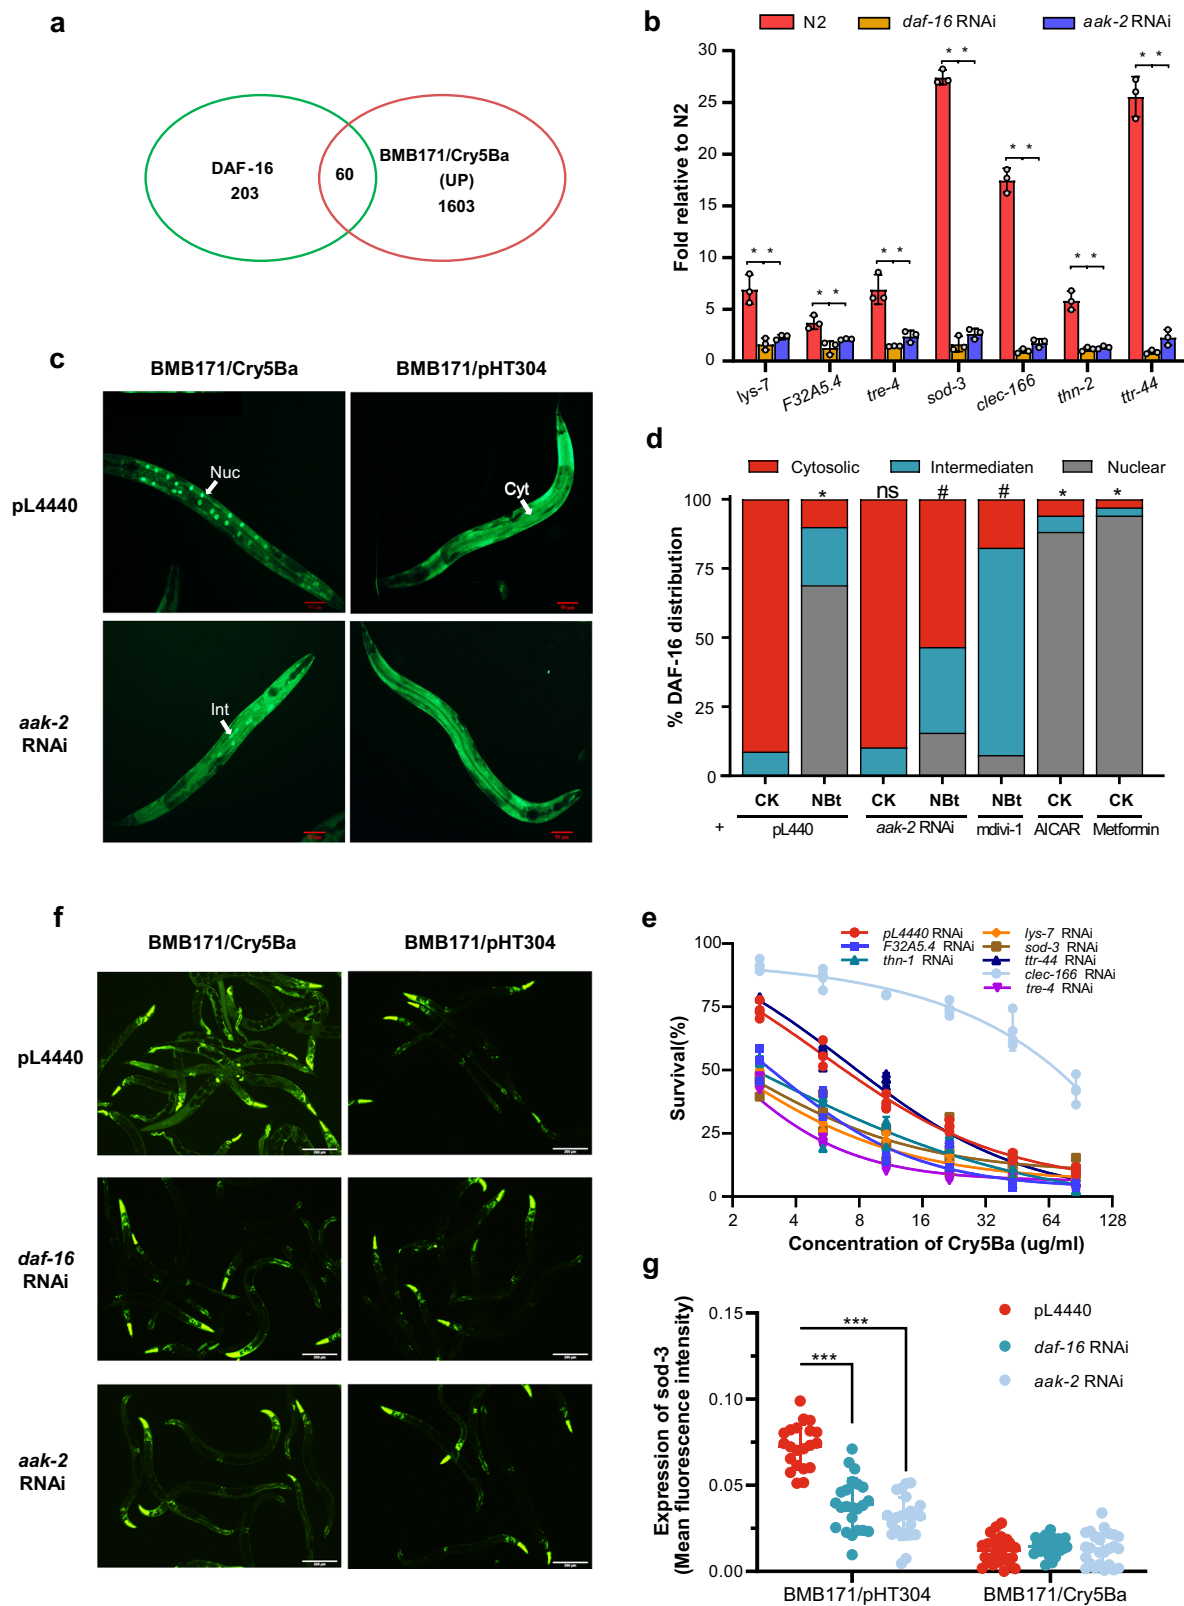 a
DAF-16
203
60
BMB171/Cry5Ba
(UP)
1603
b
N2
daf-16 RNAi
aak-2 RNAi
Fold relative to N2
30
25
20
15
10
5
0
* *
* *
* *
* *
* *
* *
* *
lys-7
F32A5.4
tre-4
sod-3
clec-166
thn-2
ttr-44
c
BMB171/Cry5Ba
BMB171/pHT304
pL4440
Nuc
Cyt
aak-2
RNAi
Int
d
Cytosolic
Intermediaten
Nuclear
% DAF-16 distribution
100
75
50
25
0
* ns # # * *
CK NBt CK NBt NBt CK CK
+ pL440 aak-2 RNAi mdivi-1 AICAR Metformin
f
BMB171/Cry5Ba
BMB171/pHT304
pL4440
daf-16
RNAi
aak-2
RNAi
e
pL4440 RNAi
F32A5.4 RNAi
thn-1 RNAi
lys-7 RNAi
sod-3 RNAi
ttr-44 RNAi
clec-166 RNAi
tre-4 RNAi
Survival(%)
100
75
50
25
0
2 4 8 16 32 64 128
Concentration of Cry5Ba (ug/ml)
g
Expression of sod-3
(Mean fluorescence intensity)
0.15
0.10
0.05
0.00
***
***
pL4440
daf-16 RNAi
aak-2 RNAi
BMB171/pHT304
BMB171/Cry5Ba